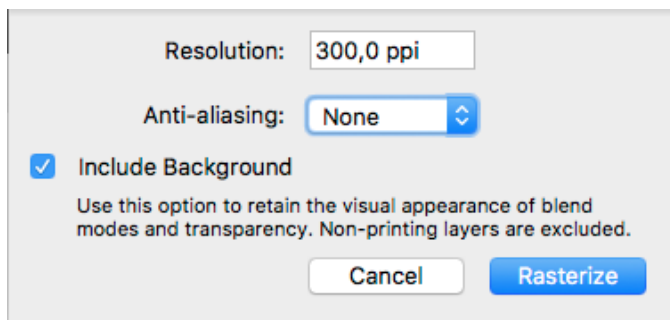 Resolution: 300,0 ppi
Anti-aliasing: None
Include Background
Use this option to retain the visual appearance of blend
modes and transparency. Non-printing layers are excluded.
Cancel Rasterize